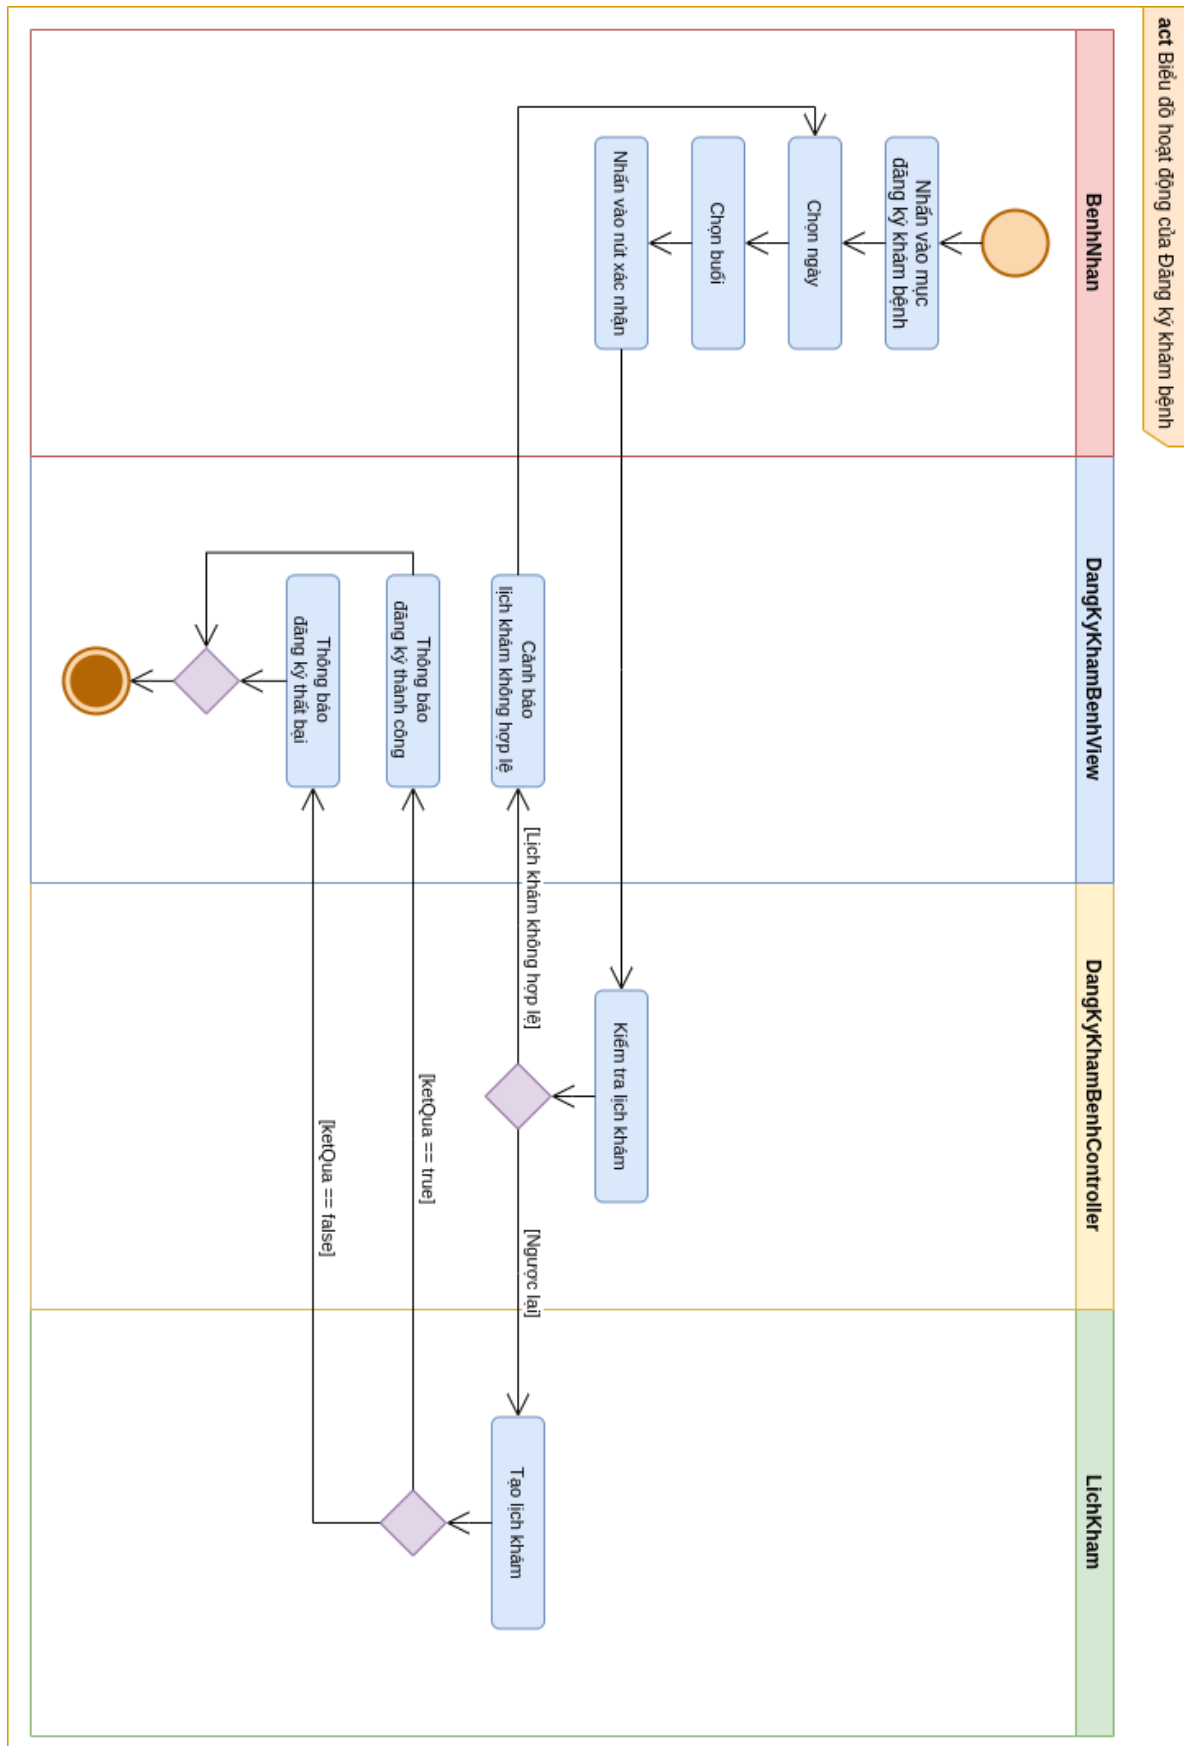 act Biểu đồ hoạt động của Đăng ký khám bệnh
BenhNhan
DangKyKhamBenhView
DangKyKhamBenhController
LichKham
Nhấn vào mục
đăng ký khám bệnh
Chọn ngày
Chọn buổi
Nhấn vào nút xác nhận
Kiểm tra lịch khám
Cảnh báo
lịch khám không hợp lệ
[Lịch khám không hợp lệ]
[Ngược lại]
Tạo lịch khám
Thông báo
đăng ký thành công
[ketQua == true]
Thông báo
đăng ký thất bại
[ketQua == false]